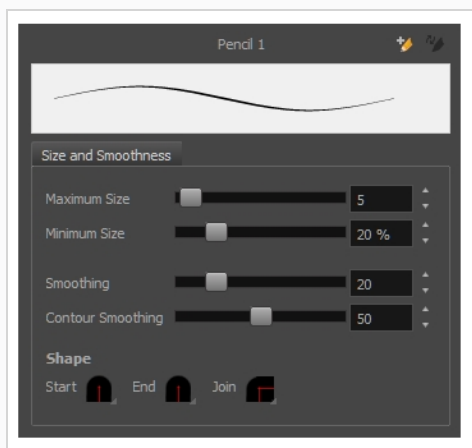 Pencil 1
Size and Smoothness
Maximum Size 5
Minimum Size 20 %
Smoothing 20
Contour Smoothing 50
Shape
Start End Join